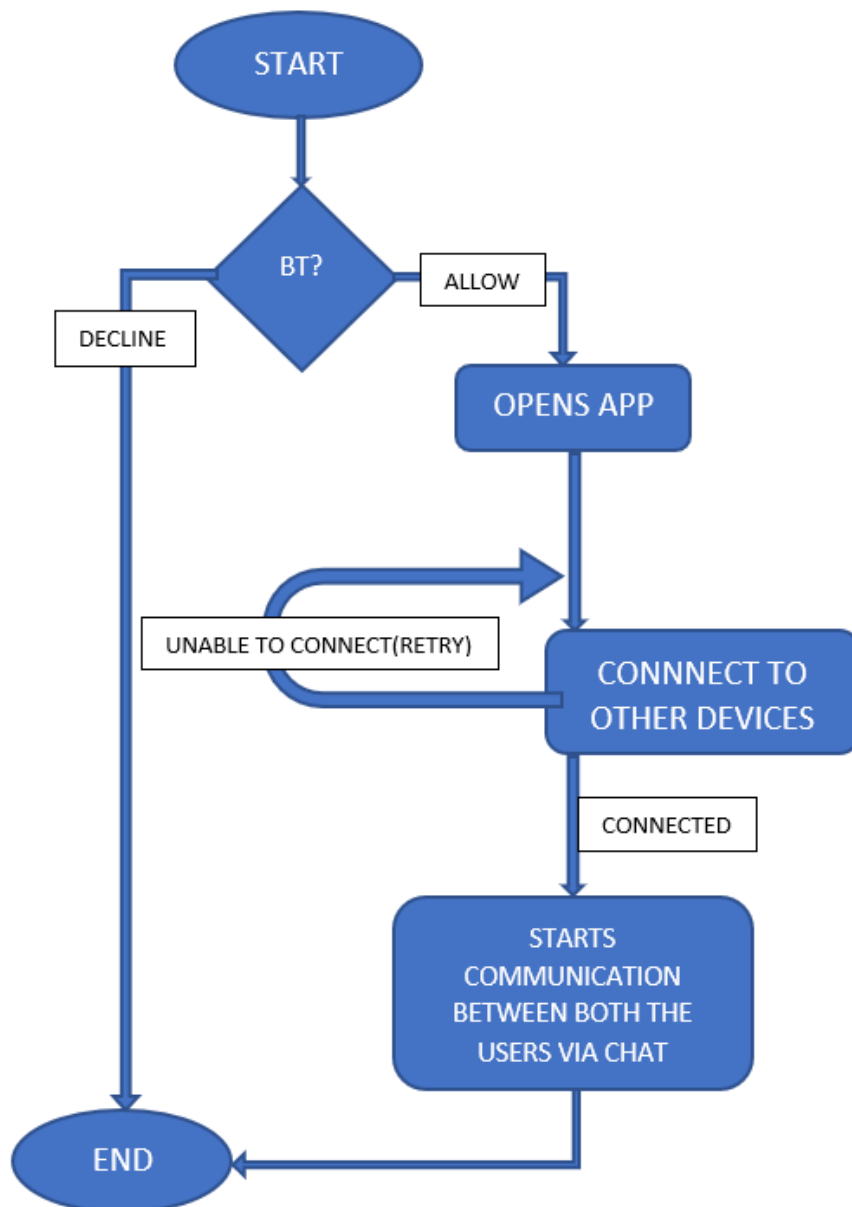 START
BT?
ALLOW
DECLINE
OPENS APP
UNABLE TO CONNECT(RETRY)
CONNNECT TO
OTHER DEVICES
CONNECTED
STARTS
COMMUNICATION
BETWEEN BOTH THE
USERS VIA CHAT
END